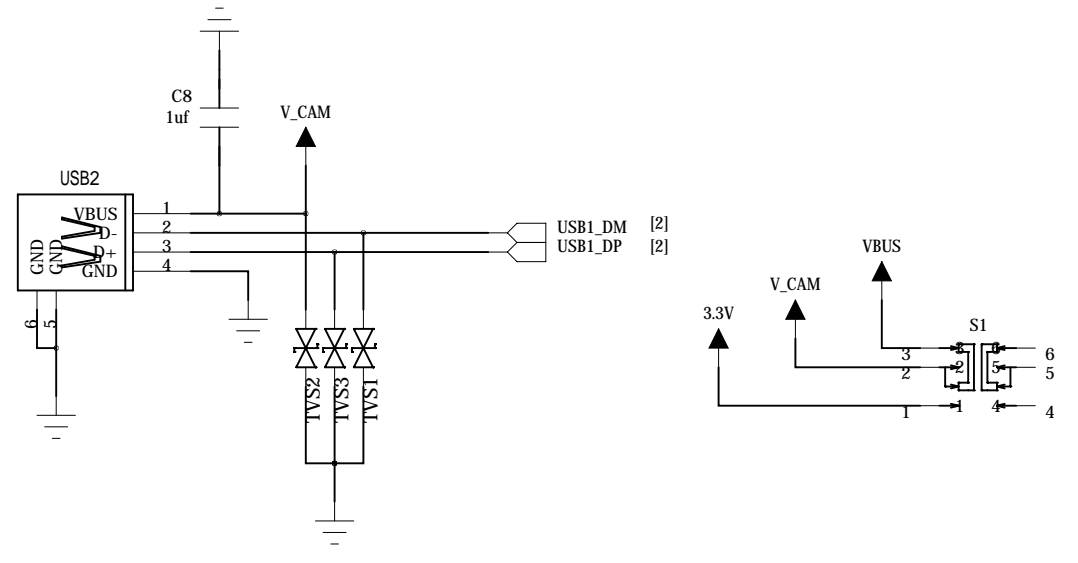 C8
1uf
V_CAM
USB2
VBUS 1
D- 2
D+ 3
GND 4
GND
GND
6
5
USB1_DM [2]
USB1_DP [2]
TVS2
TVS3
TVS1
VBUS
V_CAM
3.3V
S1
3 3 6 6
2 2 5 5
1 1 4 4